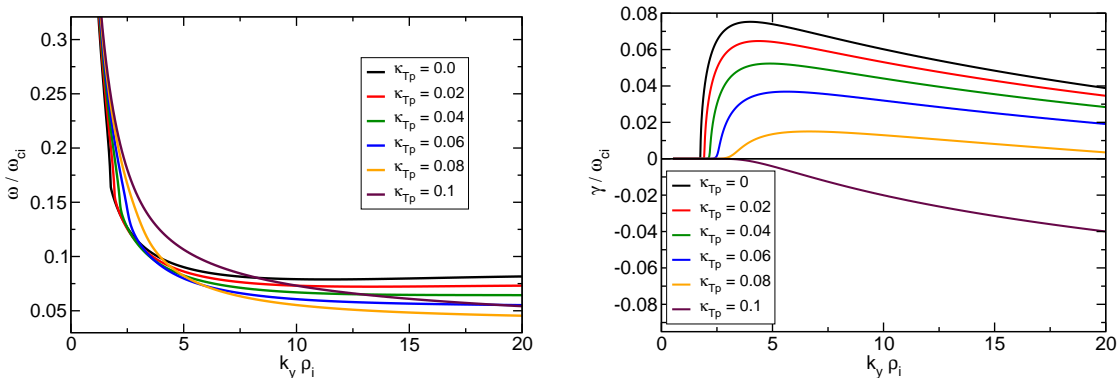 ω / ω_ci
0.3
0.25
0.2
0.15
0.1
0.05
κ_Tp = 0.0
κ_Tp = 0.02
κ_Tp = 0.04
κ_Tp = 0.06
κ_Tp = 0.08
κ_Tp = 0.1
0 5 10 15 20
k_y ρ_i
γ / ω_ci
0.08
0.06
0.04
0.02
0
-0.02
-0.04
-0.06
-0.08
κ_Tp = 0
κ_Tp = 0.02
κ_Tp = 0.04
κ_Tp = 0.06
κ_Tp = 0.08
κ_Tp = 0.1
0 5 10 15 20
k_y ρ_i